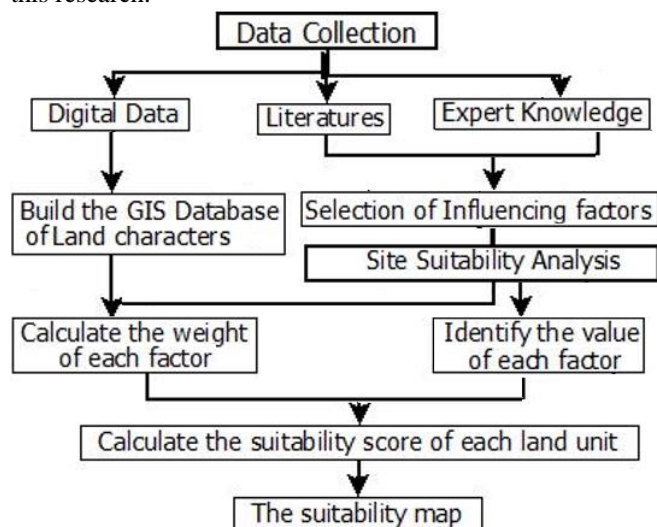 this research.
Data Collection
Digital Data
Literatures
Expert Knowledge
Build the GIS Database
of Land characters
Selection of Influencing factors
Site Suitability Analysis
Calculate the weight
of each factor
Identify the value
of each factor
Calculate the suitability score of each land unit
The suitability map